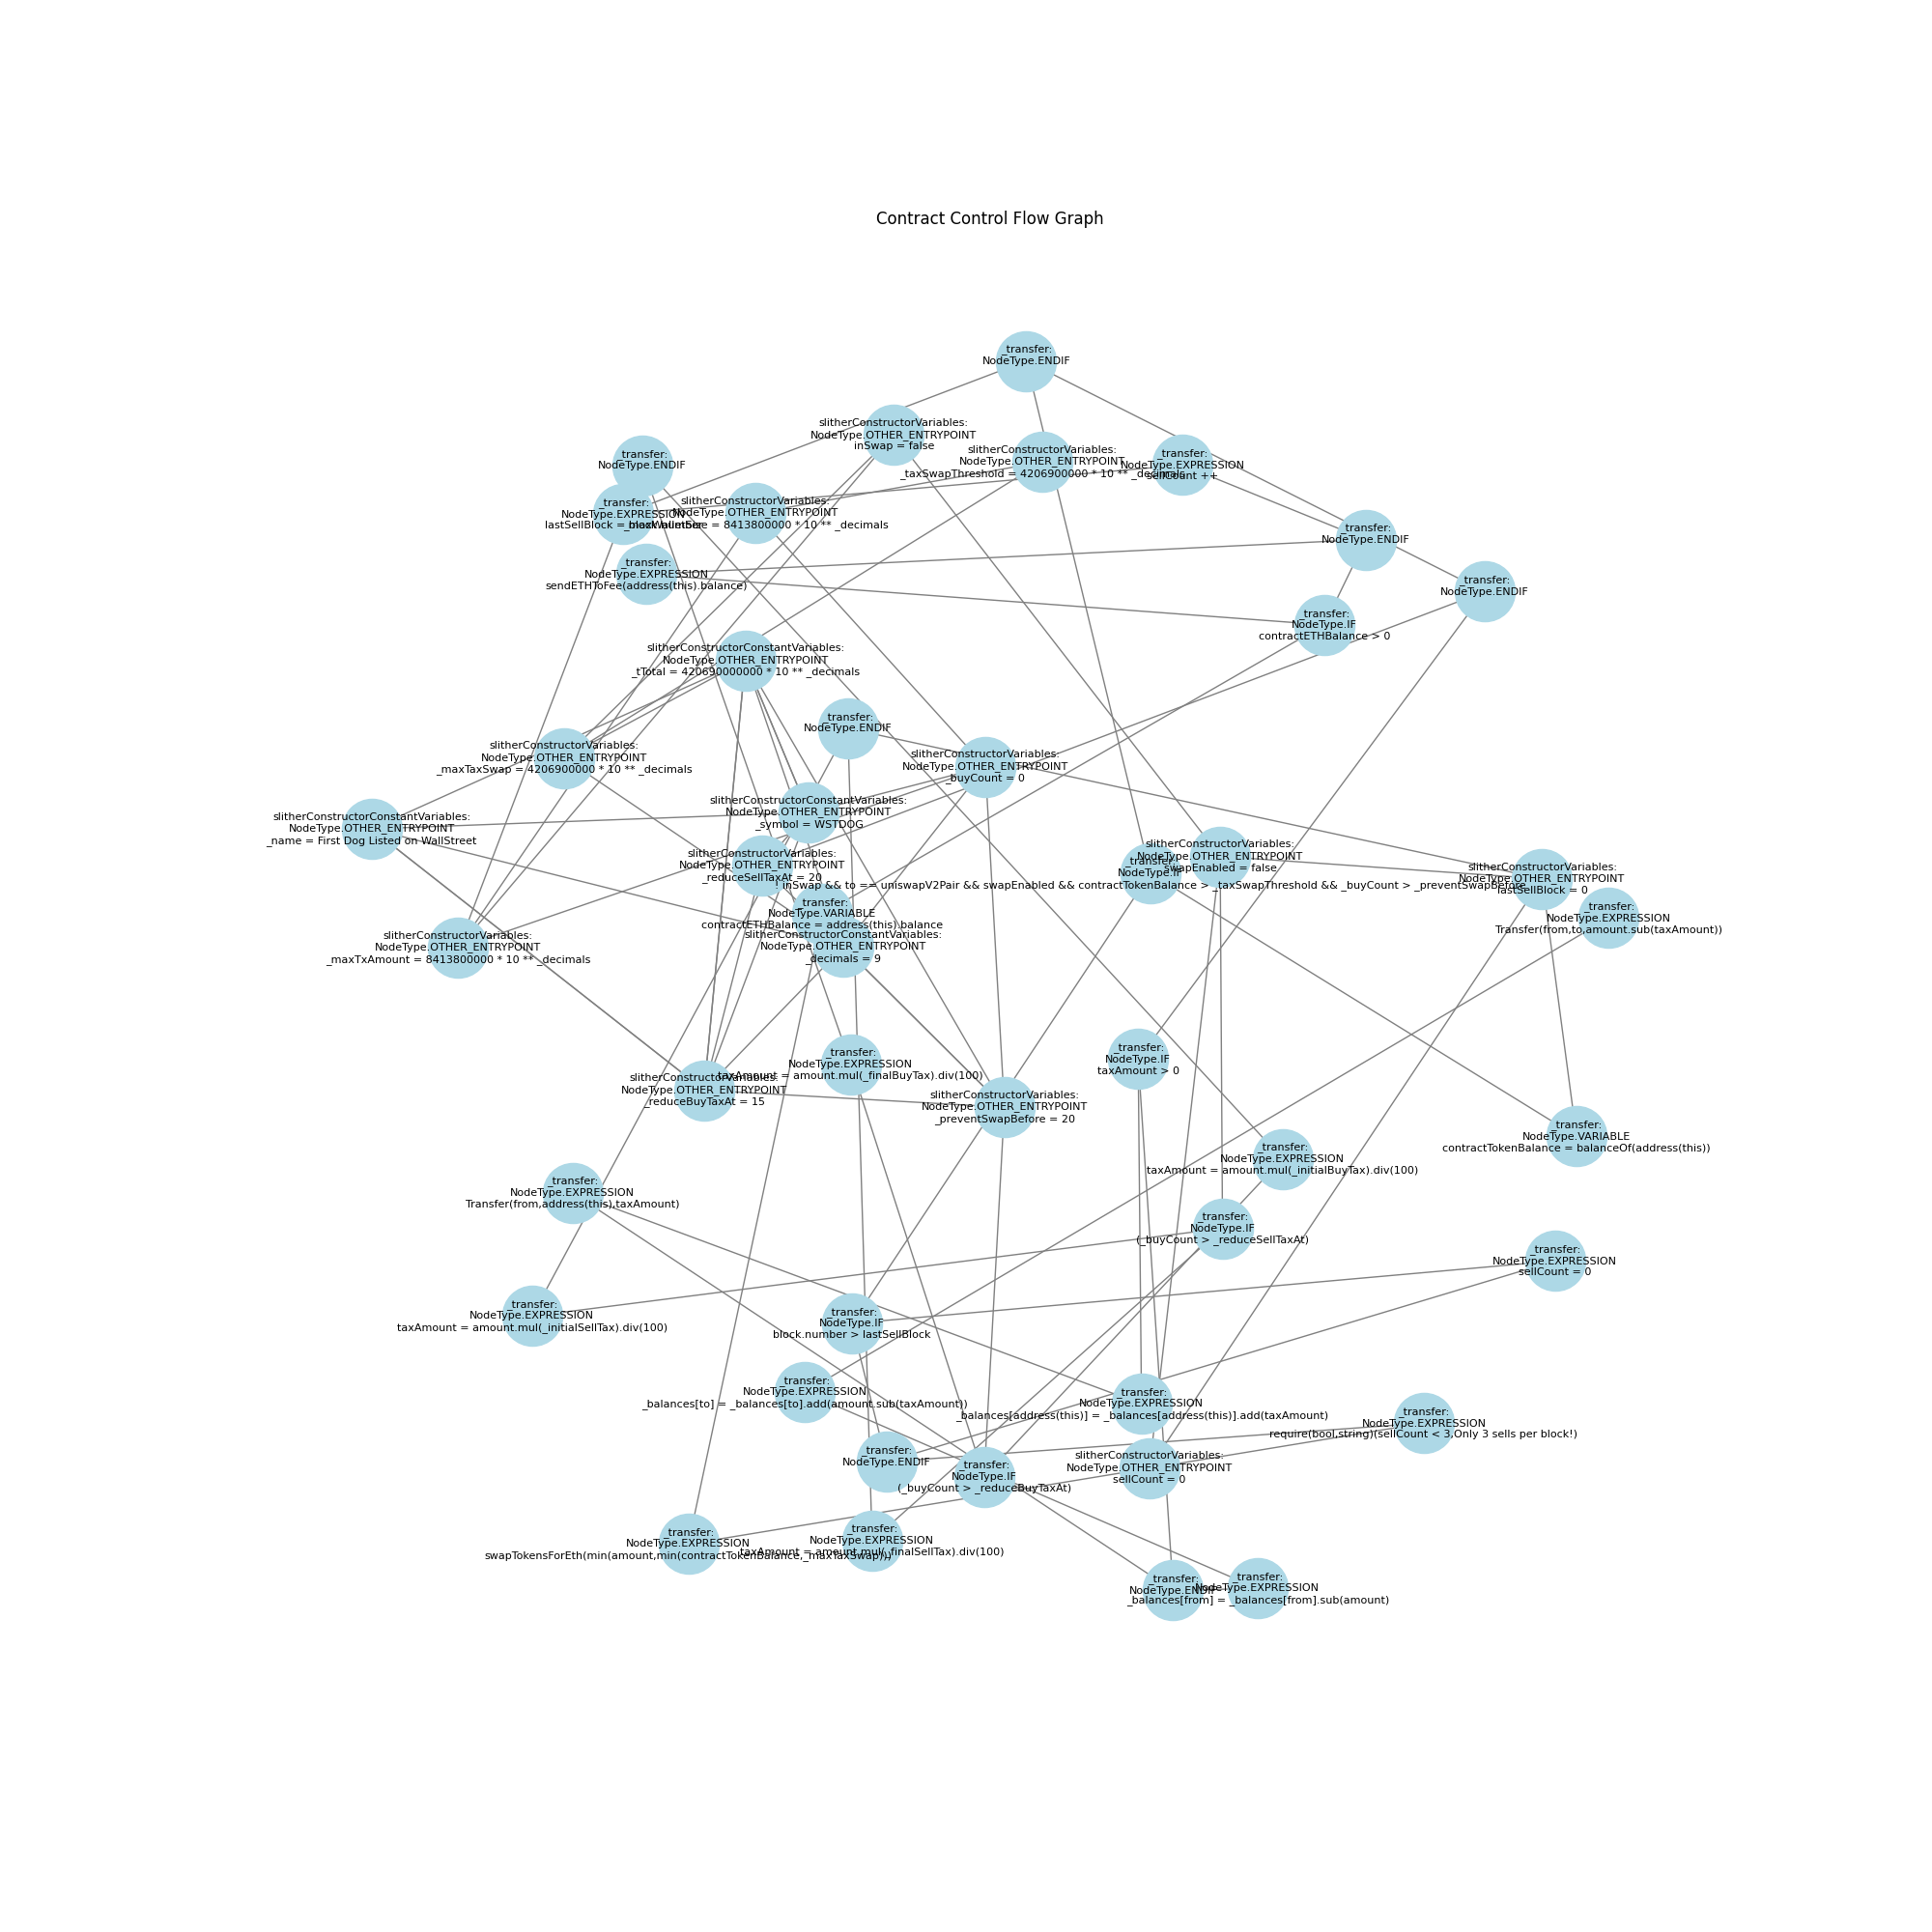 Contract Control Flow Graph
_transfer:
NodeType.ENDIF
slitherConstructorVariables:
NodeType.OTHER_ENTRYPOINT
inSwap = false
_transfer:
NodeType.ENDIF
slitherConstructorVariables:
NodeType.OTHER_ENTRYPOINT
_taxSwapThreshold = 4206900000 * 10 ** _decimals
_transfer:
NodeType.EXPRESSION
sellCount ++
_transfer:
NodeType.EXPRESSION
lastSellBlock = block.number
slitherConstructorVariables:
NodeType.OTHER_ENTRYPOINT
_maxWalletSize = 8413800000 * 10 ** _decimals
_transfer:
NodeType.ENDIF
_transfer:
NodeType.EXPRESSION
sendETHToFee(address(this).balance)
_transfer:
NodeType.ENDIF
_transfer:
NodeType.IF
contractETHBalance > 0
slitherConstructorConstantVariables:
NodeType.OTHER_ENTRYPOINT
_tTotal = 420690000000 * 10 ** _decimals
_transfer:
NodeType.ENDIF
slitherConstructorVariables:
NodeType.OTHER_ENTRYPOINT
_maxTaxSwap = 4206900000 * 10 ** _decimals
slitherConstructorVariables:
NodeType.OTHER_ENTRYPOINT
_buyCount = 0
slitherConstructorConstantVariables:
NodeType.OTHER_ENTRYPOINT
_symbol = WSTDOG
slitherConstructorConstantVariables:
NodeType.OTHER_ENTRYPOINT
_name = First Dog Listed on WallStreet
slitherConstructorVariables:
NodeType.OTHER_ENTRYPOINT
_reduceSellTaxAt = 20
slitherConstructorVariables:
NodeType.OTHER_ENTRYPOINT
swapEnabled = false
_transfer:
NodeType.IF
! inSwap && to == uniswapV2Pair && swapEnabled && contractTokenBalance > _taxSwapThreshold && _buyCount > _preventSwapBefore
slitherConstructorVariables:
NodeType.OTHER_ENTRYPOINT
lastSellBlock = 0
_transfer:
NodeType.VARIABLE
contractETHBalance = address(this).balance
_transfer:
NodeType.EXPRESSION
Transfer(from,to,amount.sub(taxAmount))
slitherConstructorConstantVariables:
NodeType.OTHER_ENTRYPOINT
_decimals = 9
slitherConstructorVariables:
NodeType.OTHER_ENTRYPOINT
_maxTxAmount = 8413800000 * 10 ** _decimals
_transfer:
NodeType.EXPRESSION
taxAmount = amount.mul(_finalBuyTax).div(100)
_transfer:
NodeType.IF
taxAmount > 0
slitherConstructorVariables:
NodeType.OTHER_ENTRYPOINT
_reduceBuyTaxAt = 15
slitherConstructorVariables:
NodeType.OTHER_ENTRYPOINT
_preventSwapBefore = 20
_transfer:
NodeType.VARIABLE
contractTokenBalance = balanceOf(address(this))
_transfer:
NodeType.EXPRESSION
taxAmount = amount.mul(_initialBuyTax).div(100)
_transfer:
NodeType.EXPRESSION
Transfer(from,address(this),taxAmount)
_transfer:
NodeType.IF
(_buyCount > _reduceSellTaxAt)
_transfer:
NodeType.EXPRESSION
sellCount = 0
_transfer:
NodeType.EXPRESSION
taxAmount = amount.mul(_initialSellTax).div(100)
_transfer:
NodeType.IF
block.number > lastSellBlock
_transfer:
NodeType.EXPRESSION
_balances[to] = _balances[to].add(amount.sub(taxAmount))
_transfer:
NodeType.EXPRESSION
_balances[address(this)] = _balances[address(this)].add(taxAmount)
_transfer:
NodeType.EXPRESSION
require(bool,string)(sellCount < 3,Only 3 sells per block!)
_transfer:
NodeType.ENDIF
slitherConstructorVariables:
NodeType.OTHER_ENTRYPOINT
sellCount = 0
_transfer:
NodeType.IF
(_buyCount > _reduceBuyTaxAt)
_transfer:
NodeType.EXPRESSION
swapTokensForEth(min(amount,min(contractTokenBalance,_maxTaxSwap)))
_transfer:
NodeType.EXPRESSION
taxAmount = amount.mul(_finalSellTax).div(100)
_transfer:
NodeType.ENDIF
_transfer:
NodeType.EXPRESSION
_balances[from] = _balances[from].sub(amount)